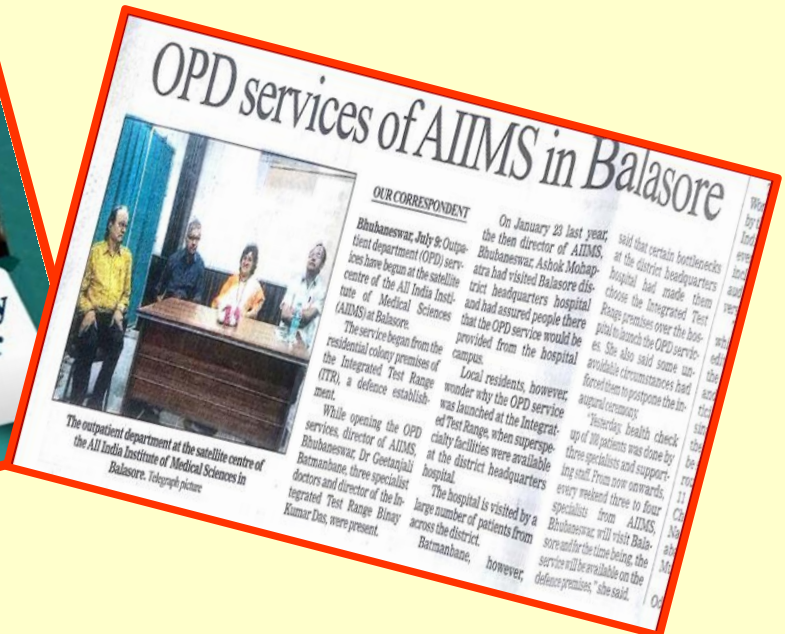 OPD services of AIIMS in Balasore
OUR CORRESPONDENT
Bhubaneswar, July 9: Outpa-
tient department (OPD) serv-
ices have begun at the satellite
centre of the All India Insti-
tute of Medical Sciences
(AIIMS) at Balasore.
The service began from the
residential colony premises of
the Integrated Test Range
(ITR), a defence establish-
ment.
While opening the OPD
services, director of AIIMS,
Bhubaneswar, Dr Geetanjali
Batmanbane, three specialist
doctors and director of the In-
tegrated Test Range Binay
Kumar Das, were present.
On January 23 last year,
the then director of AIIMS,
Bhubaneswar, Ashok Mohap-
atra had visited Balasore dis-
trict headquarters hospital
and had assured people there
that the OPD service would be
provided from the hospital
campus.
Local residents, however,
wonder why the OPD service
was launched at the Integrat-
ed Test Range, when superspe-
cialty facilities were available
at the district headquarters
hospital.
The hospital is visited by a
large number of patients from
across the district.
Batmanbane, however,
said that certain bottlenecks
at the district headquarters
hospital had made them
choose the Integrated Test
Range premises over the hos-
pital to launch the OPD servic-
es. She also said some un-
avoidable circumstances had
forced them to postpone the in-
augural ceremony.
Yesterday, health check
up of patients was done by
three specialists and support-
ing staff. From now onwards,
every weekend three to four
specialists from AIIMS,
Bhubaneswar, will visit Bala-
sore and for the time being, the
service will be available on the
defence premises," she said.
The outpatient department at the satellite centre of
the All India Institute of Medical Sciences in
Balasore. Telegraph picture